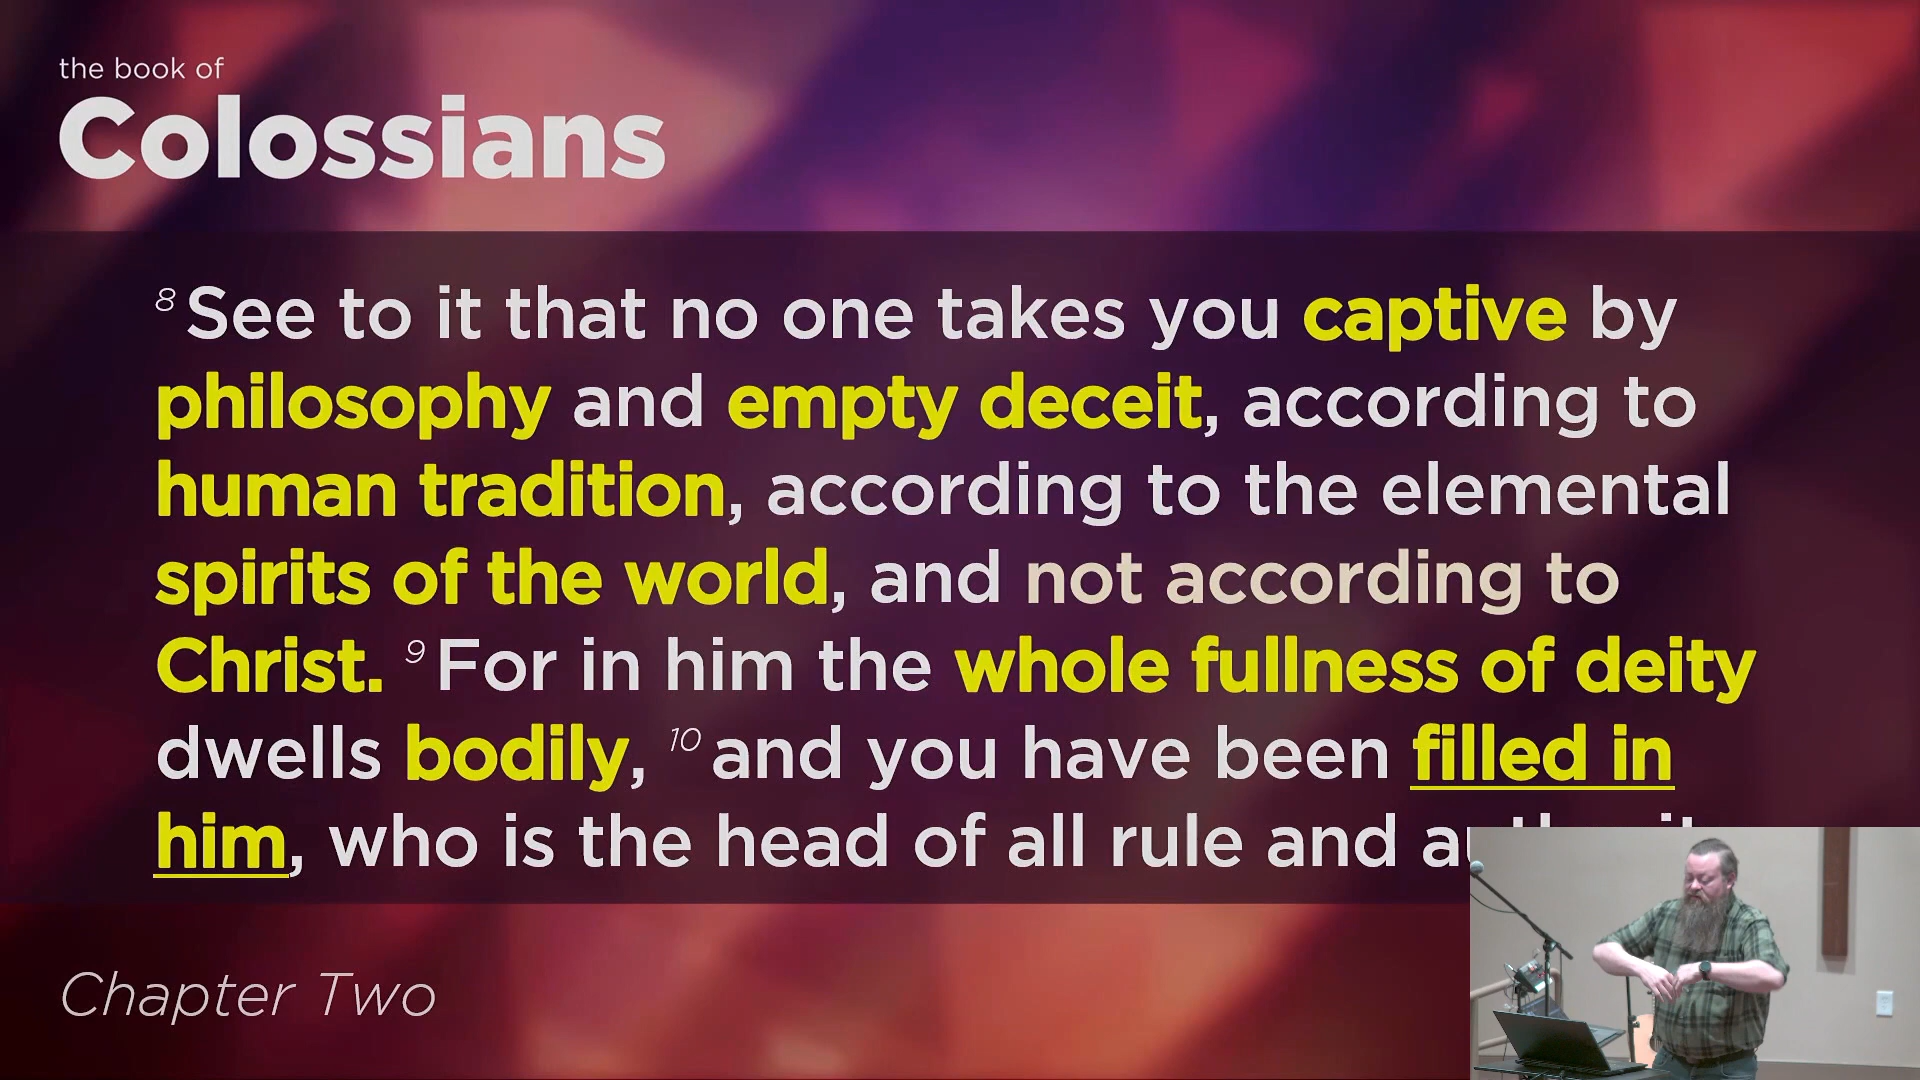 the book of
Colossians
8 See to it that no one takes you captive by
philosophy and empty deceit, according to
human tradition, according to the elemental
spirits of the world, and not according to
Christ. 9 For in him the whole fullness of deity
dwells bodily, 10 and you have been filled in
him, who is the head of all rule and
Chapter Two